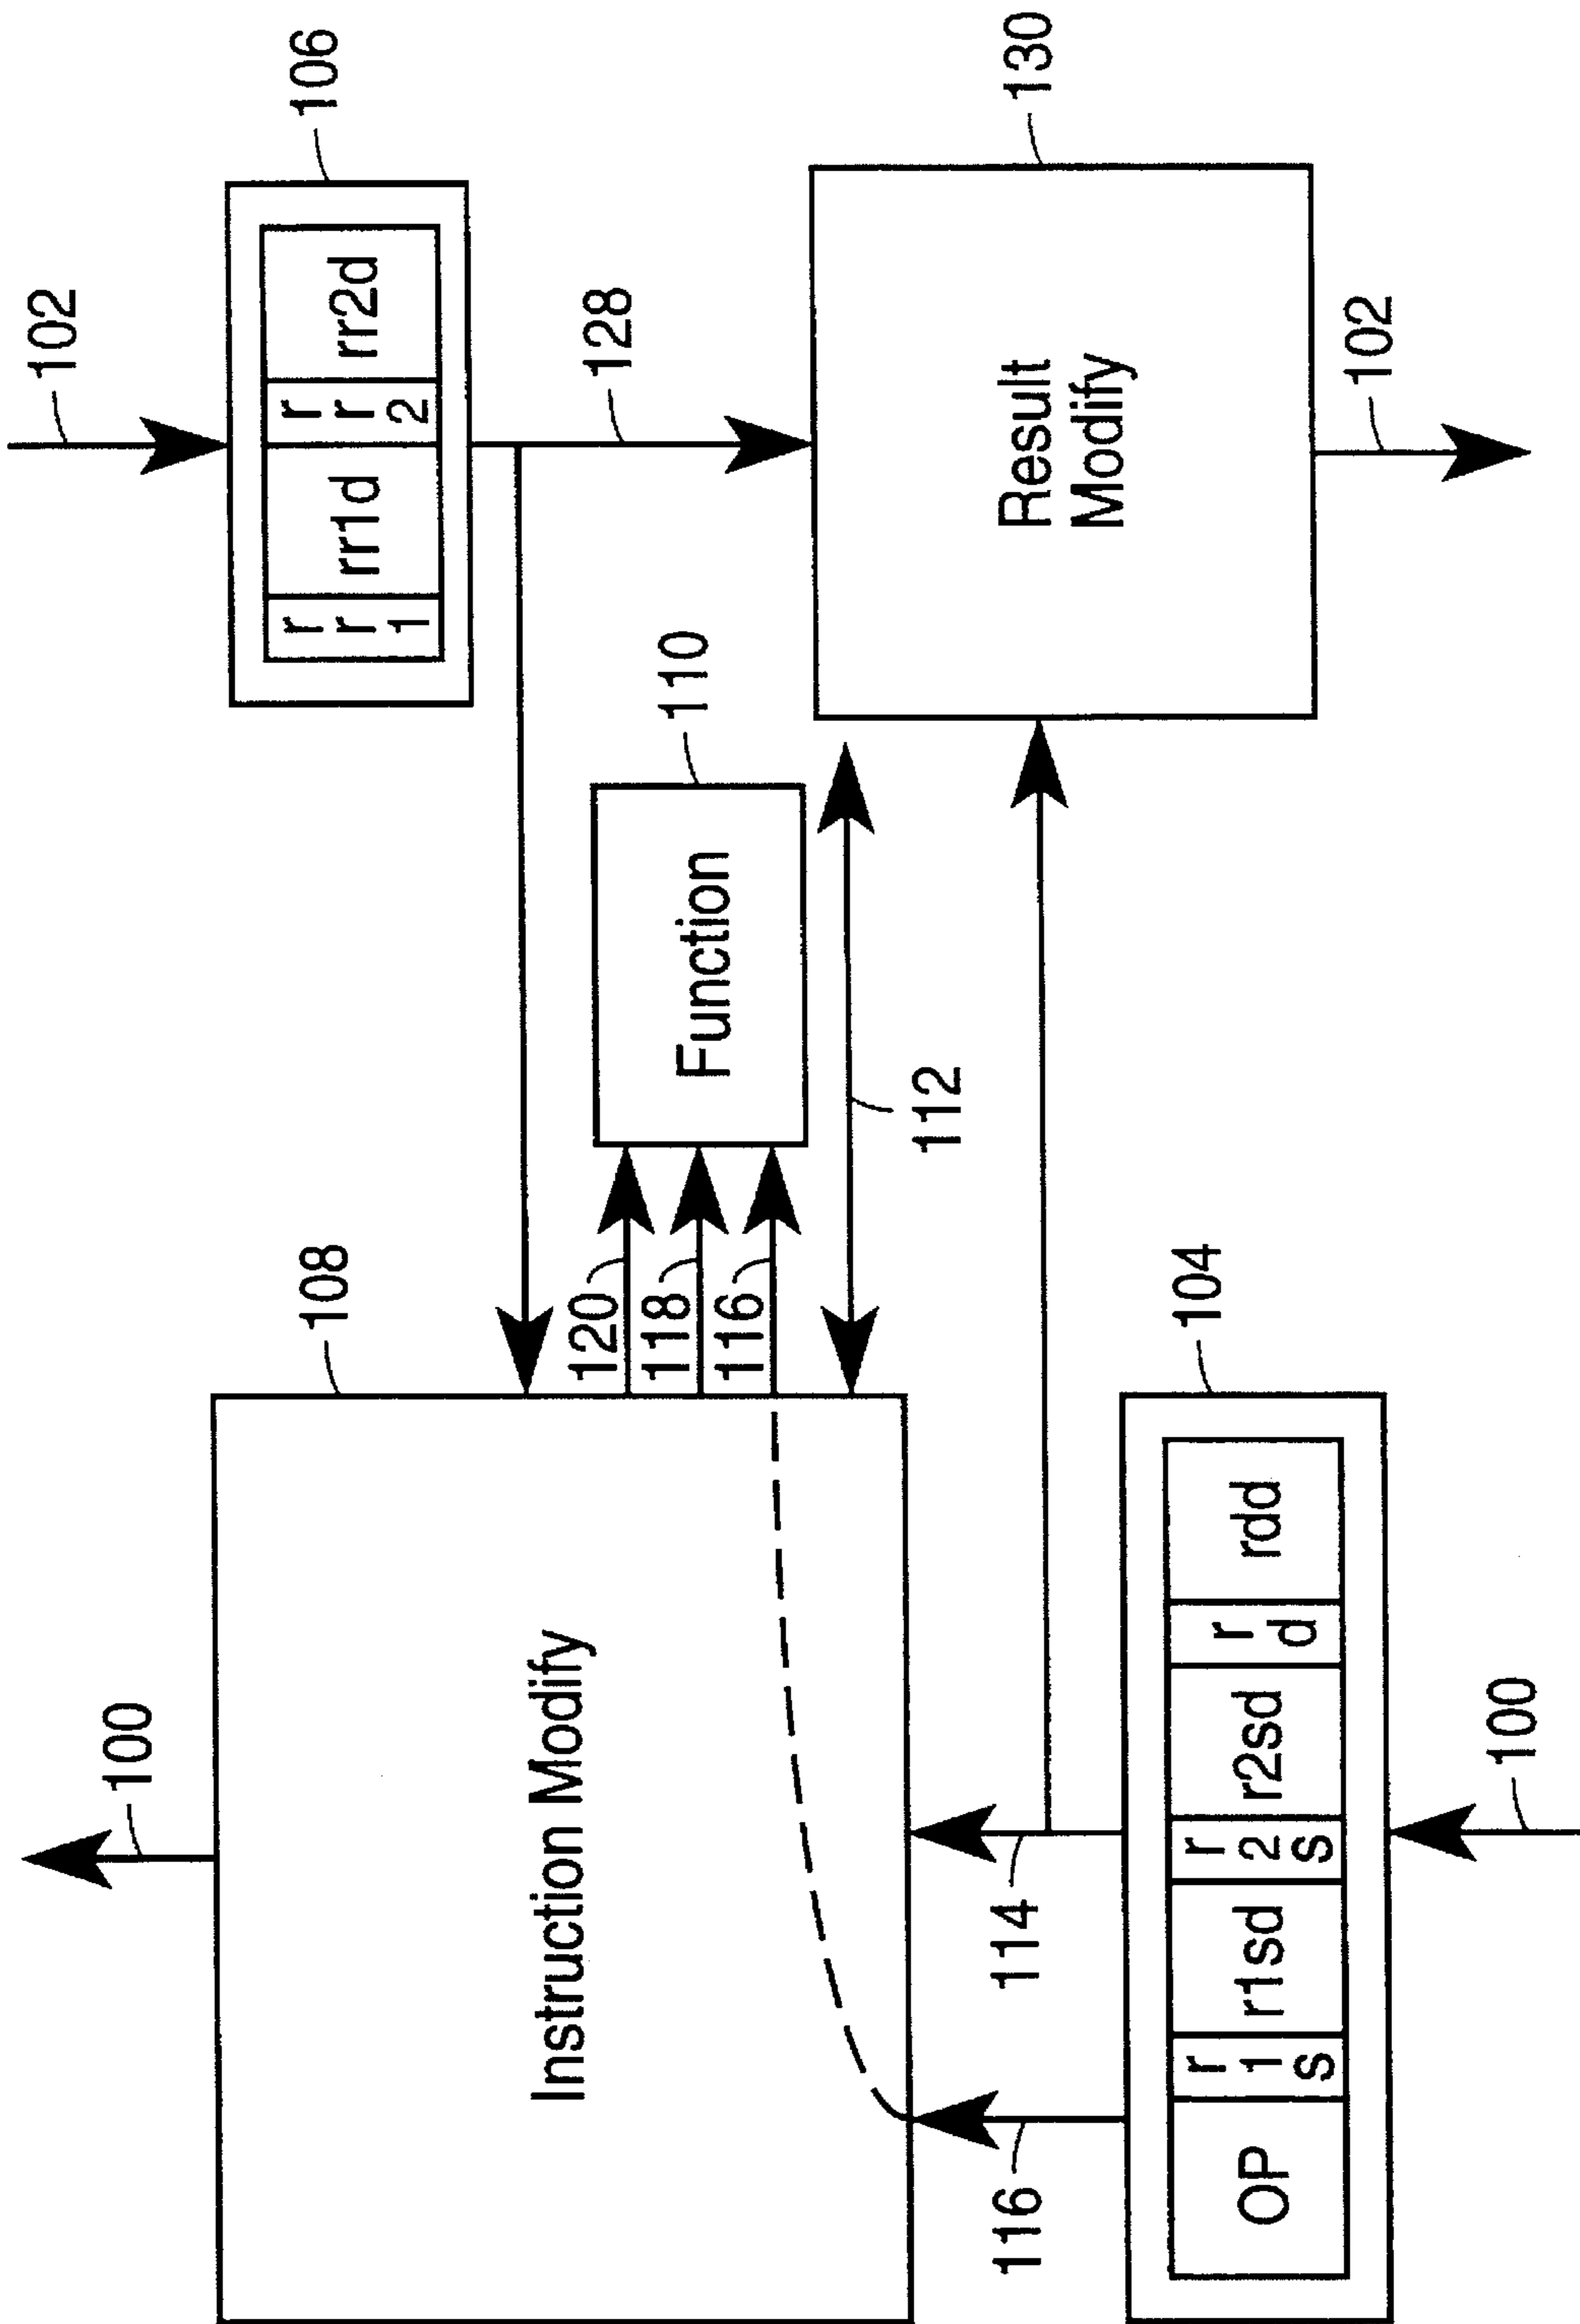 102
100
108
106
r
r
1
rr1d
r
r
2
rr2d
Instruction Modify
120
118
116
128
110
Function
112
130
Result
Modify
116
114
104
OP
r
1
s
r1sd
r
2
s
r2sd
r
d
rdd
102
100